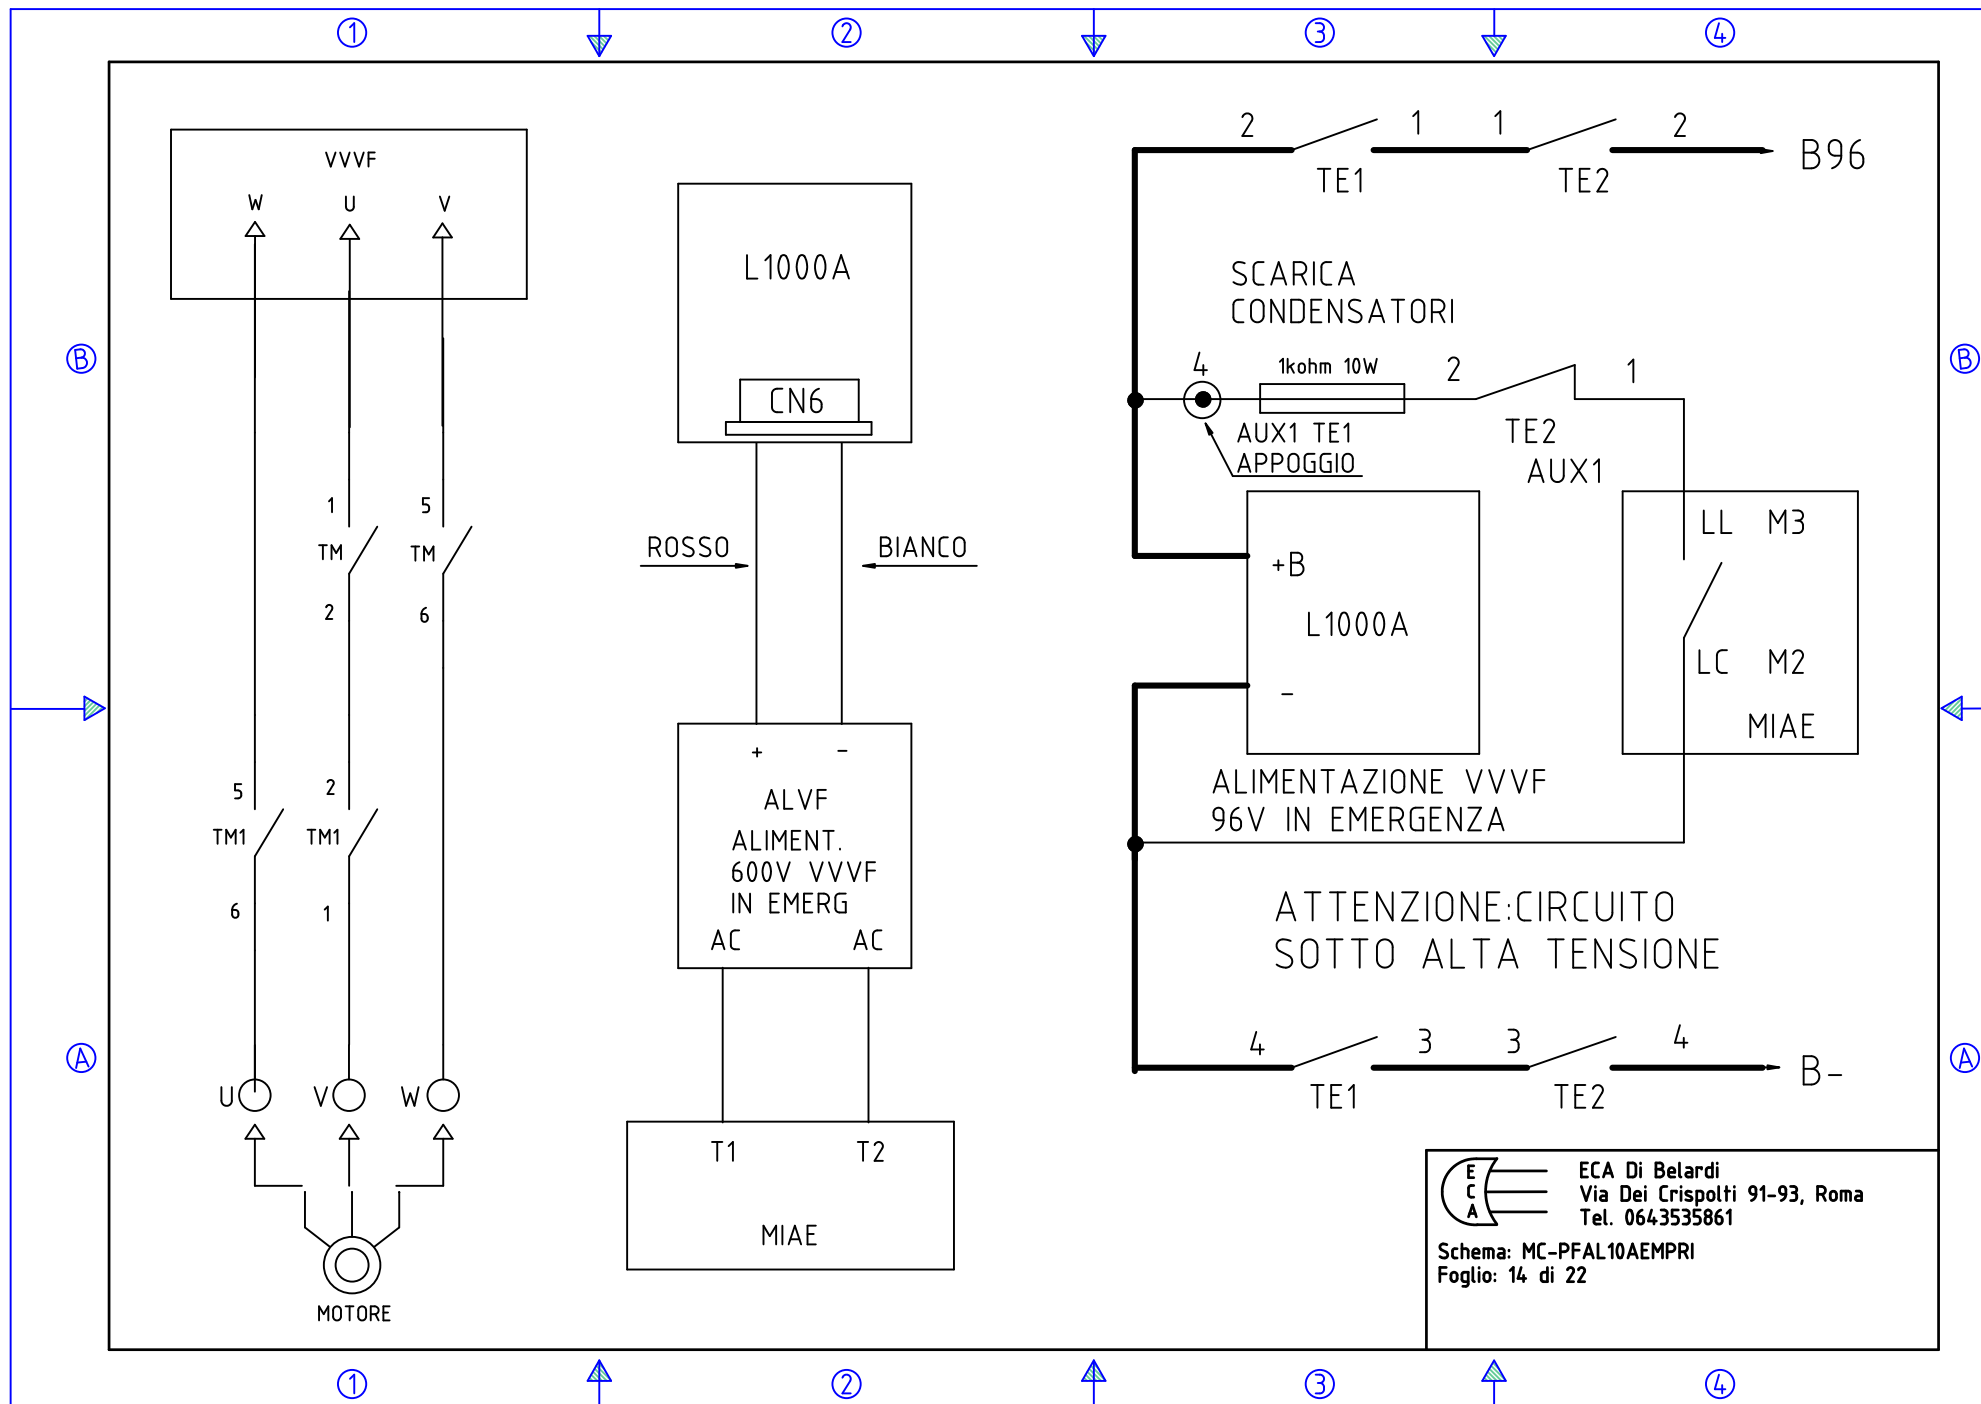 1 2 3 4
B
A
B
A
VVVF
W U V
1 5
TM TM
2 6
5 2
TM1 TM1
6 1
U V W
MOTORE
L1000A
CN6
ROSSO BIANCO
+ -
ALVF
ALIMENT.
600V VVVF
IN EMERG
AC AC
T1 T2
MIAE
2 1 1 2
TE1 TE2
B96
SCARICA
CONDENSATORI
4 1kohm 10W 2 1
AUX1 TE1
APPOGGIO
TE2
AUX1
+B
L1000A
-
LL M3
LC M2
MIAE
ALIMENTAZIONE VVVF
96V IN EMERGENZA
ATTENZIONE:CIRCUITO
SOTTO ALTA TENSIONE
4 3 3 4
TE1 TE2
B-
E
C
A
ECA Di Belardi
Via Dei Crispolti 91-93, Roma
Tel. 0643535861
Schema: MC-PFAL10AEMPRI
Foglio: 14 di 22
1 2 3 4